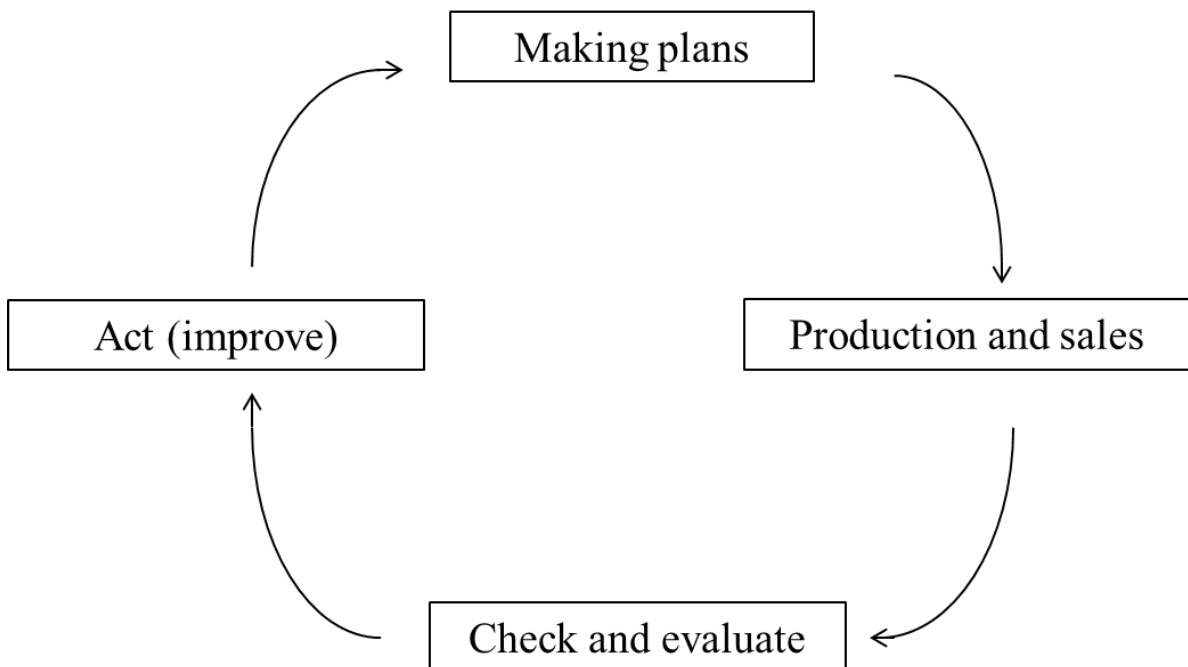 Making plans
Act (improve)
Production and sales
Check and evaluate